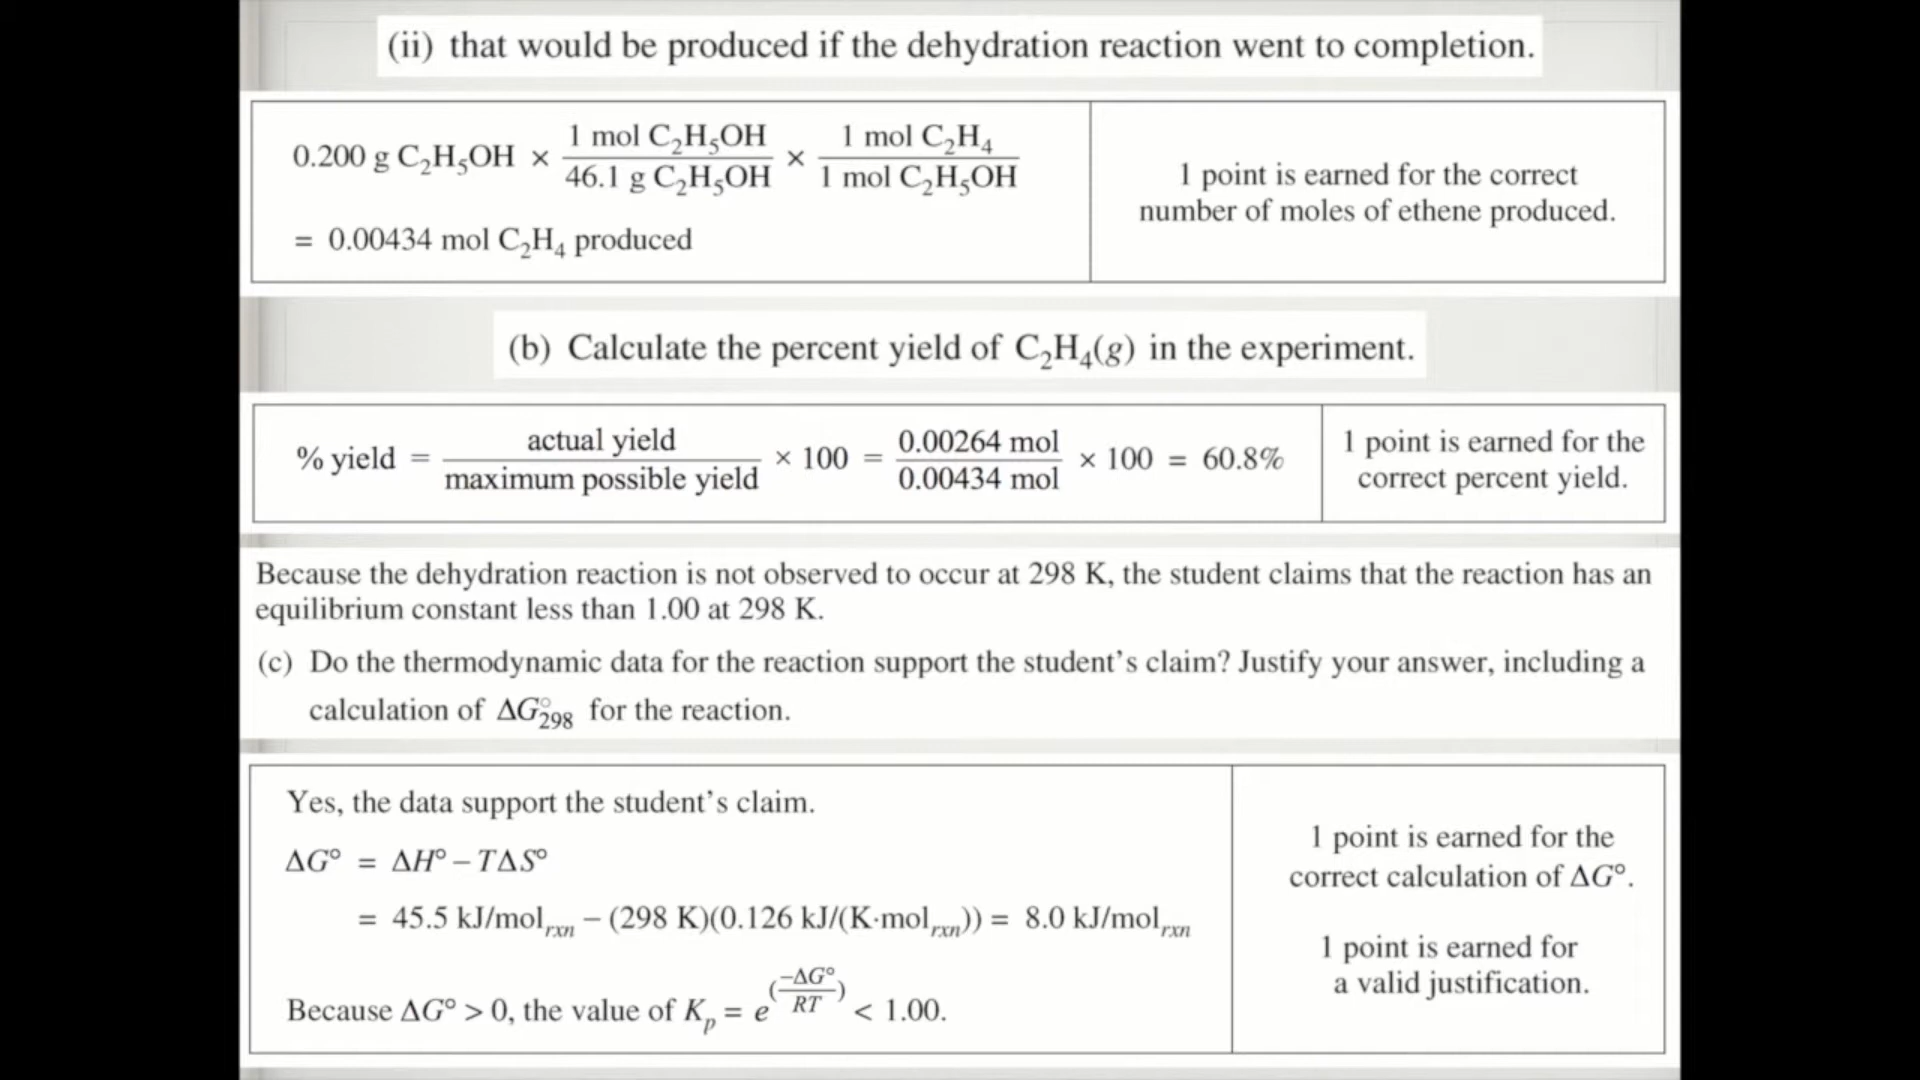 (ii) that would be produced if the dehydration reaction went to completion.
0.200 g C₂H₅OH × 1 mol C₂H₅OH / 46.1 g C₂H₅OH × 1 mol C₂H₄ / 1 mol C₂H₅OH
= 0.00434 mol C₂H₄ produced
1 point is earned for the correct
number of moles of ethene produced.
(b) Calculate the percent yield of C₂H₄(g) in the experiment.
% yield = actual yield / maximum possible yield × 100 = 0.00264 mol / 0.00434 mol × 100 = 60.8%
1 point is earned for the
correct percent yield.
Because the dehydration reaction is not observed to occur at 298 K, the student claims that the reaction has an
equilibrium constant less than 1.00 at 298 K.
(c) Do the thermodynamic data for the reaction support the student's claim? Justify your answer, including a
calculation of ΔG°₂₉₈ for the reaction.
Yes, the data support the student's claim.
ΔG° = ΔH° − TΔS°
= 45.5 kJ/mol_rxn − (298 K)(0.126 kJ/(K·mol_rxn)) = 8.0 kJ/mol_rxn
Because ΔG° > 0, the value of K_p = e^(−ΔG° / RT) < 1.00.
1 point is earned for the
correct calculation of ΔG°.
1 point is earned for
a valid justification.